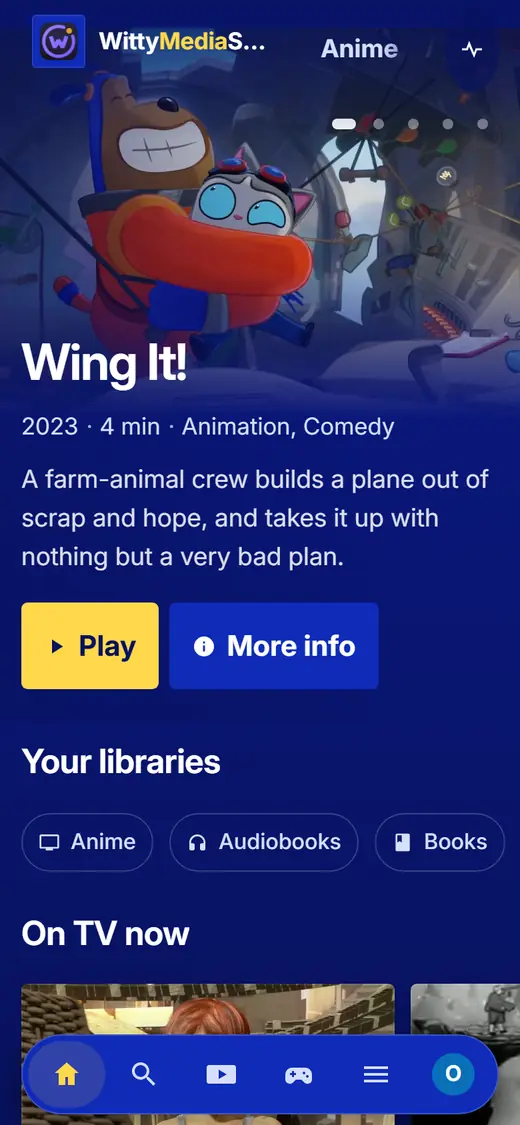 WittyMediaS...
Anime
Wing It!
2023 · 4 min · Animation, Comedy
A farm-animal crew builds a plane out of
scrap and hope, and takes it up with
nothing but a very bad plan.
Play
More info
Your libraries
Anime
Audiobooks
Books
On TV now
O